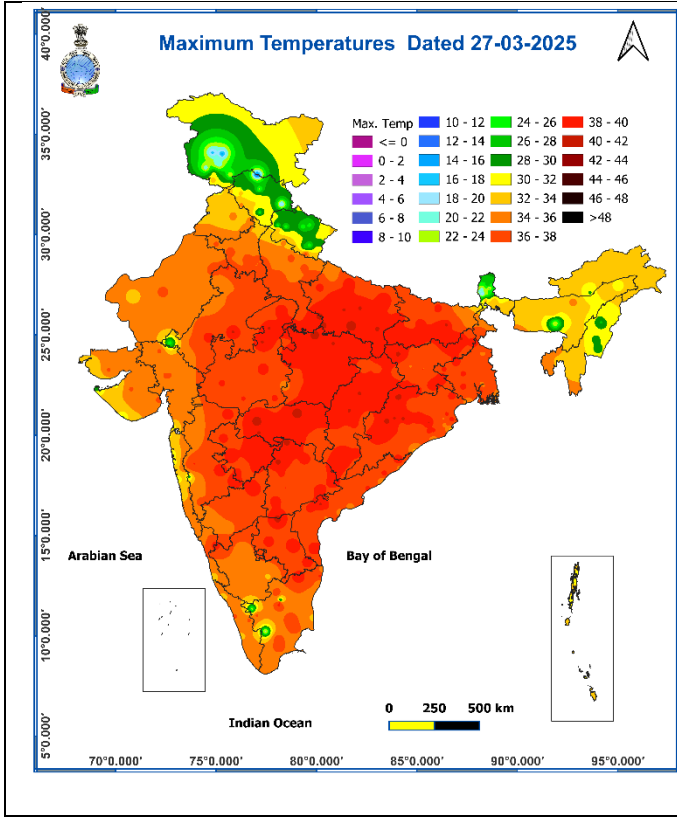 Maximum Temperatures Dated 27-03-2025
Max. Temp
<= 0
0 - 2
2 - 4
4 - 6
6 - 8
8 - 10
10 - 12
12 - 14
14 - 16
16 - 18
18 - 20
20 - 22
22 - 24
24 - 26
26 - 28
28 - 30
30 - 32
32 - 34
34 - 36
36 - 38
38 - 40
40 - 42
42 - 44
44 - 46
46 - 48
>48
40°0.000'
35°0.000'
30°0.000'
25°0.000'
20°0.000'
15°0.000'
10°0.000'
5°0.000'
Arabian Sea
Bay of Bengal
Indian Ocean
0 250 500 km
70°0.000' 75°0.000' 80°0.000' 85°0.000' 90°0.000' 95°0.000'